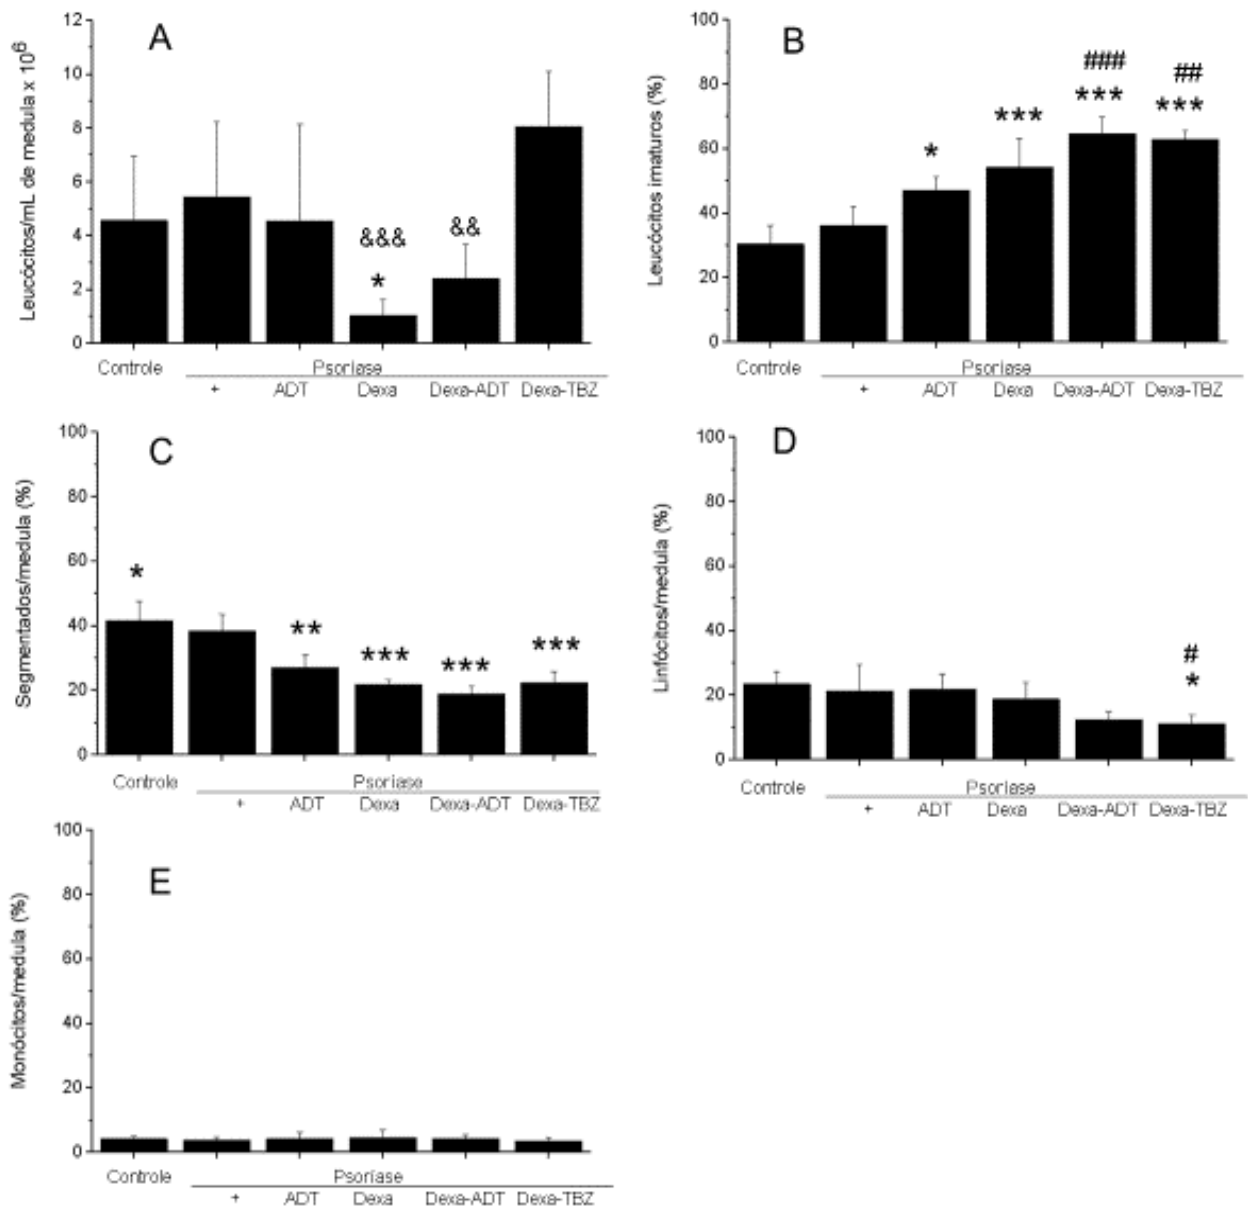 A
Leucócitos/mL de medula x 10⁶
12
10
8
6
4
2
0
&&&
*
&&
Controle
Psoríase
+ ADT Dexa Dexa-ADT Dexa-TBZ
B
Leucócitos imaturos (%)
100
80
60
40
20
0
*
***
###
***
##
***
Controle
Psoríase
+ ADT Dexa Dexa-ADT Dexa-TBZ
C
Segmentados/medula (%)
100
80
60
40
20
0
*
**
***
***
***
Controle
Psoríase
+ ADT Dexa Dexa-ADT Dexa-TBZ
D
Linfócitos/medula (%)
100
80
60
40
20
0
#
*
Controle
Psoríase
+ ADT Dexa Dexa-ADT Dexa-TBZ
E
Monócitos/medula (%)
100
80
60
40
20
0
Controle
Psoríase
+ ADT Dexa Dexa-ADT Dexa-TBZ